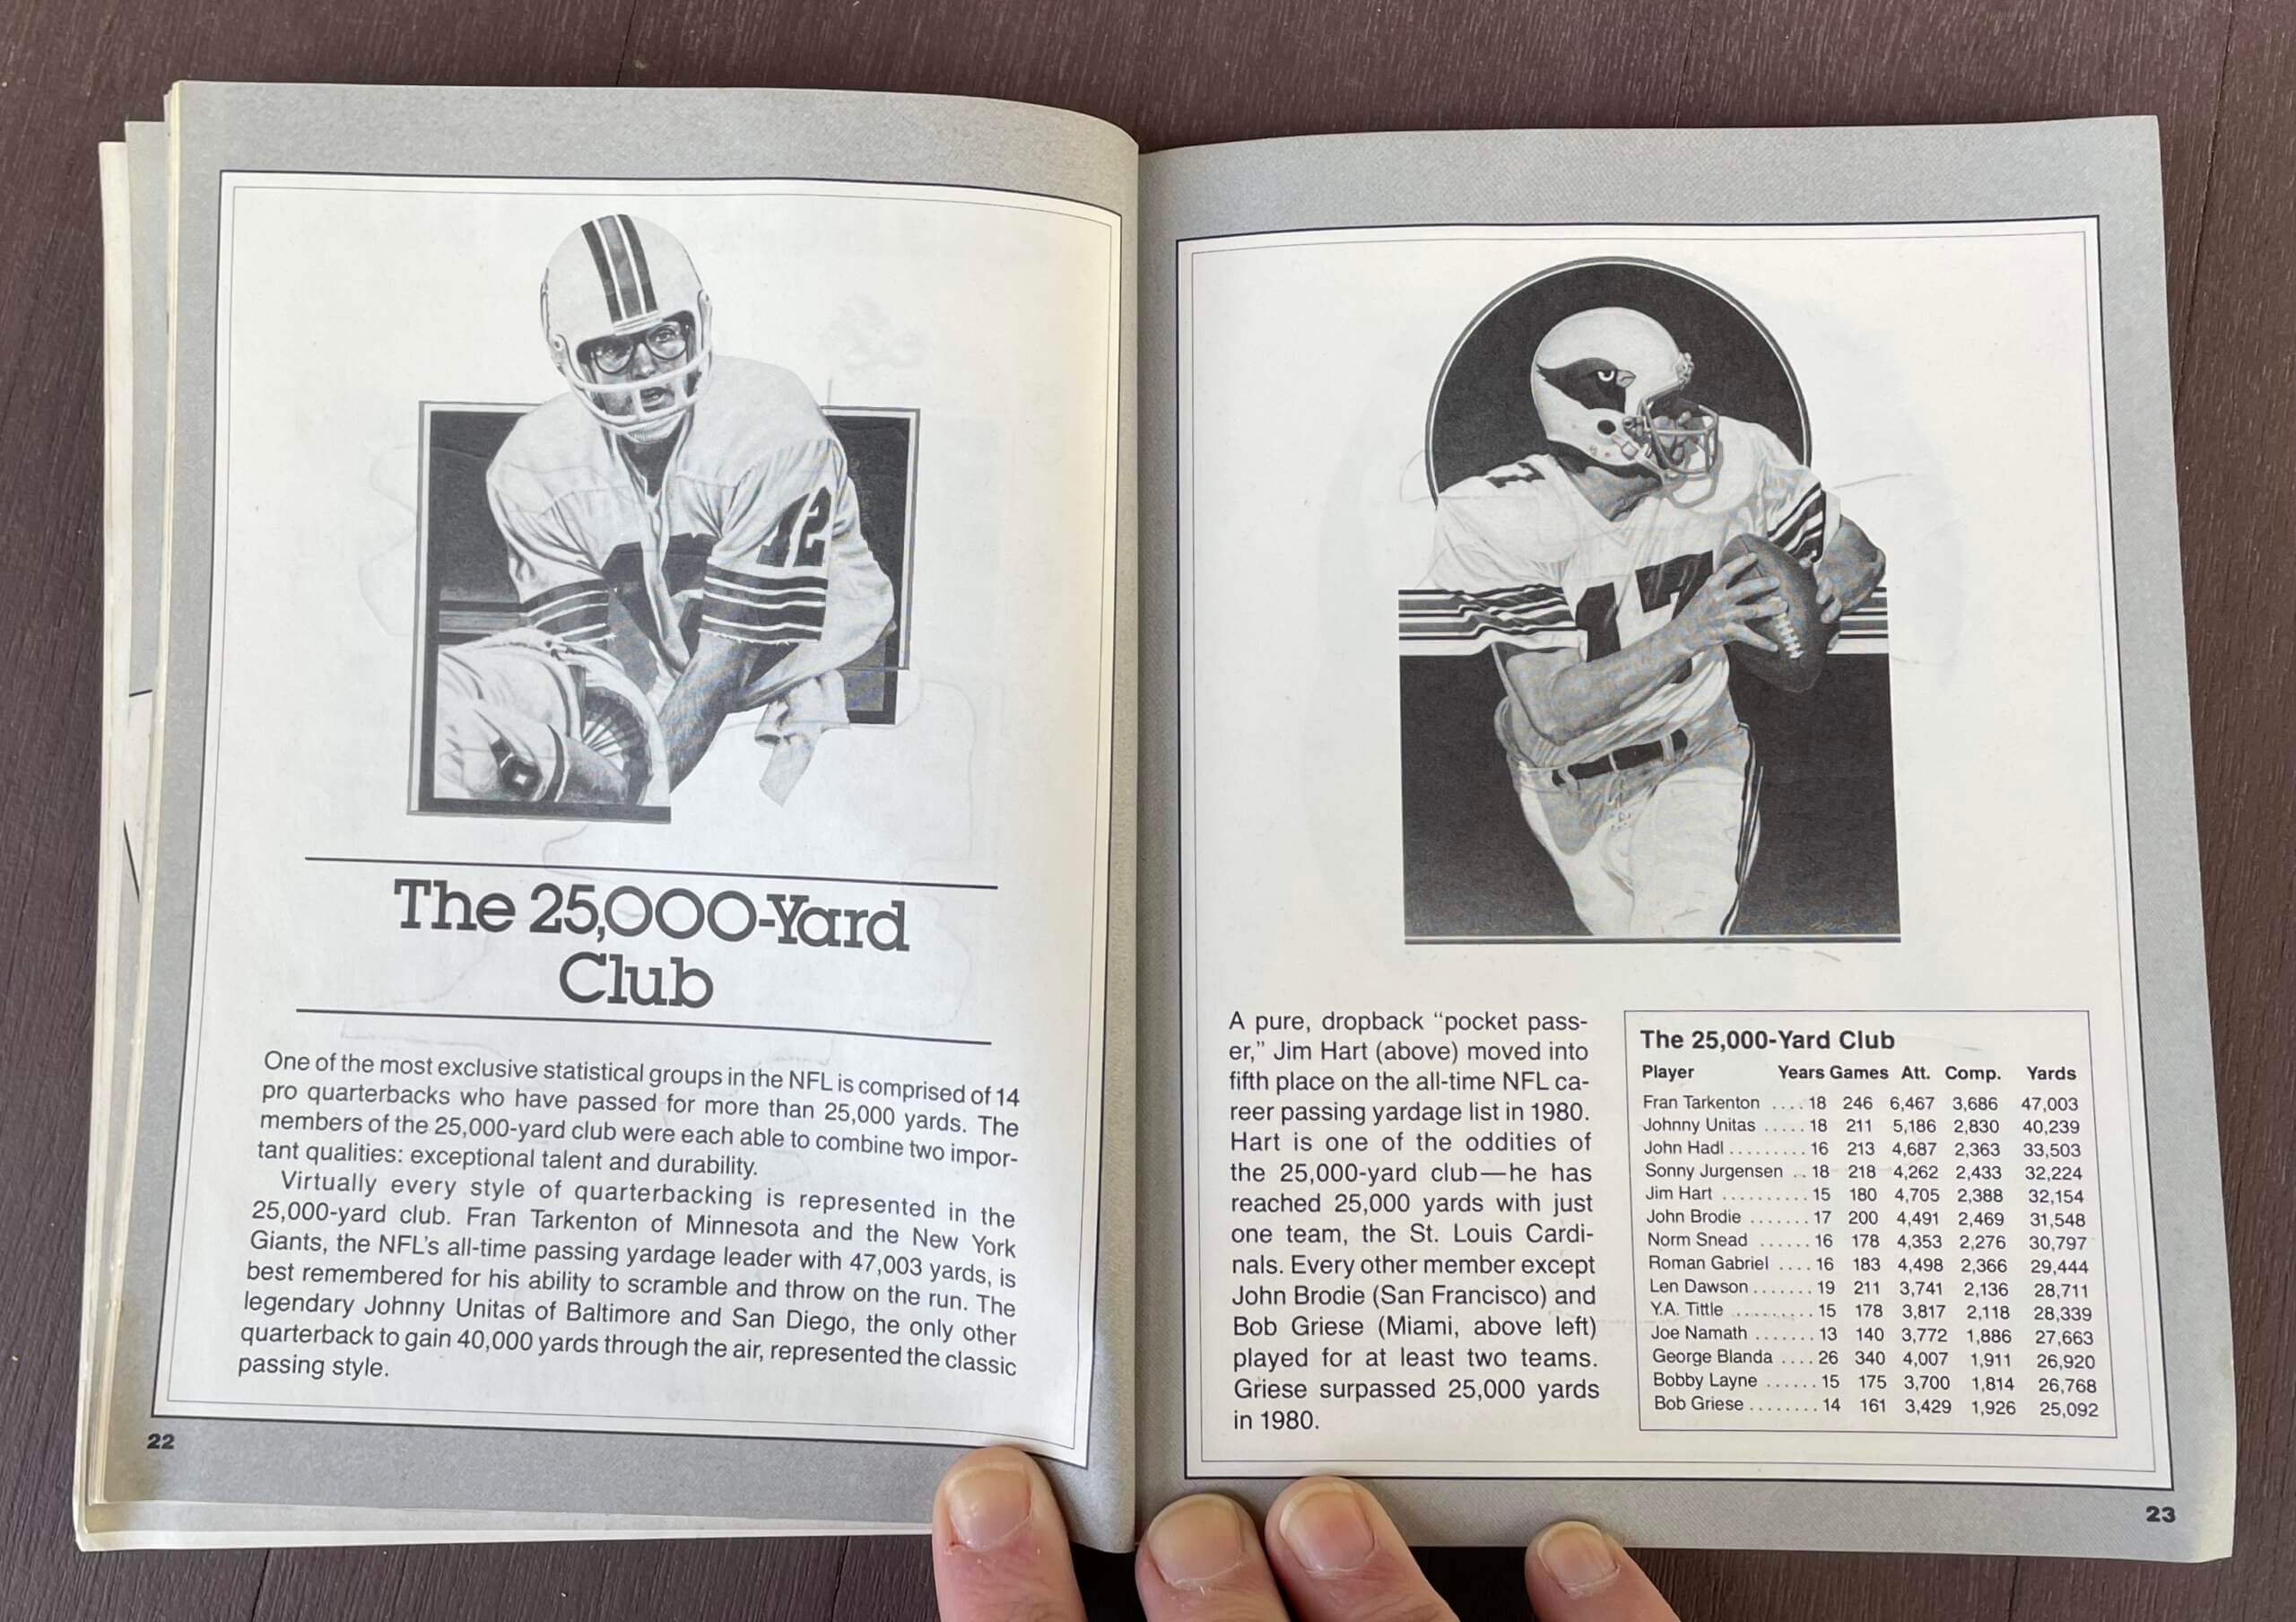 12
The 25,000-Yard
Club
One of the most exclusive statistical groups in the NFL is comprised of 14
pro quarterbacks who have passed for more than 25,000 yards. The
members of the 25,000-yard club were each able to combine two impor-
tant qualities: exceptional talent and durability.
Virtually every style of quarterbacking is represented in the
25,000-yard club. Fran Tarkenton of Minnesota and the New York
Giants, the NFL's all-time passing yardage leader with 47,003 yards, is
best remembered for his ability to scramble and throw on the run. The
legendary Johnny Unitas of Baltimore and San Diego, the only other
quarterback to gain 40,000 yards through the air, represented the classic
passing style.
22
17
A pure, dropback “pocket pass-
er,” Jim Hart (above) moved into
fifth place on the all-time NFL ca-
reer passing yardage list in 1980.
Hart is one of the oddities of
the 25,000-yard club—he has
reached 25,000 yards with just
one team, the St. Louis Cardi-
nals. Every other member except
John Brodie (San Francisco) and
Bob Griese (Miami, above left)
played for at least two teams.
Griese surpassed 25,000 yards
in 1980.
The 25,000-Yard Club
Player Years Games Att. Comp. Yards
Fran Tarkenton .... 18 246 6,467 3,686 47,003
Johnny Unitas ..... 18 211 5,186 2,830 40,239
John Hadl ......... 16 213 4,687 2,363 33,503
Sonny Jurgensen .. 18 218 4,262 2,433 32,224
Jim Hart .......... 15 180 4,705 2,388 32,154
John Brodie ....... 17 200 4,491 2,469 31,548
Norm Snead ...... 16 178 4,353 2,276 30,797
Roman Gabriel .... 16 183 4,498 2,366 29,444
Len Dawson ....... 19 211 3,741 2,136 28,711
Y.A. Tittle .......... 15 178 3,817 2,118 28,339
Joe Namath ....... 13 140 3,772 1,886 27,663
George Blanda .... 26 340 4,007 1,911 26,920
Bobby Layne ...... 15 175 3,700 1,814 26,768
Bob Griese ........ 14 161 3,429 1,926 25,092
23